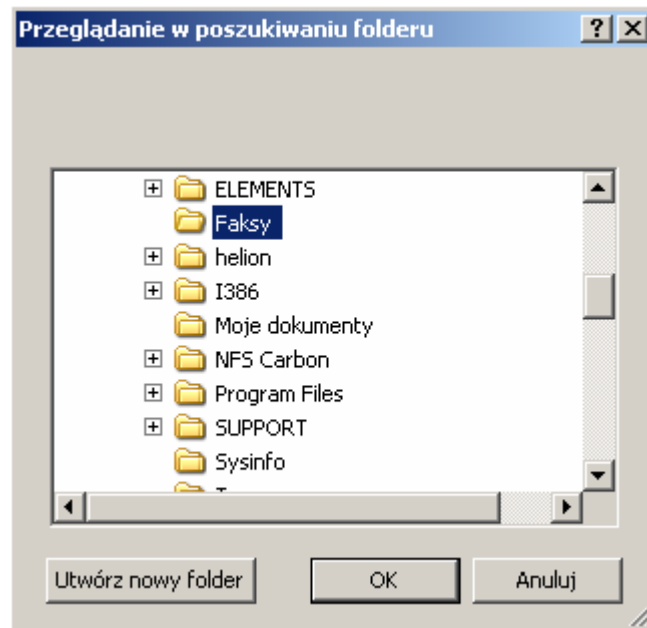 Przeglądanie w poszukiwaniu folderu
ELEMENTS
Faksy
helion
I386
Moje dokumenty
NFS Carbon
Program Files
SUPPORT
Sysinfo
Utwórz nowy folder OK Anuluj